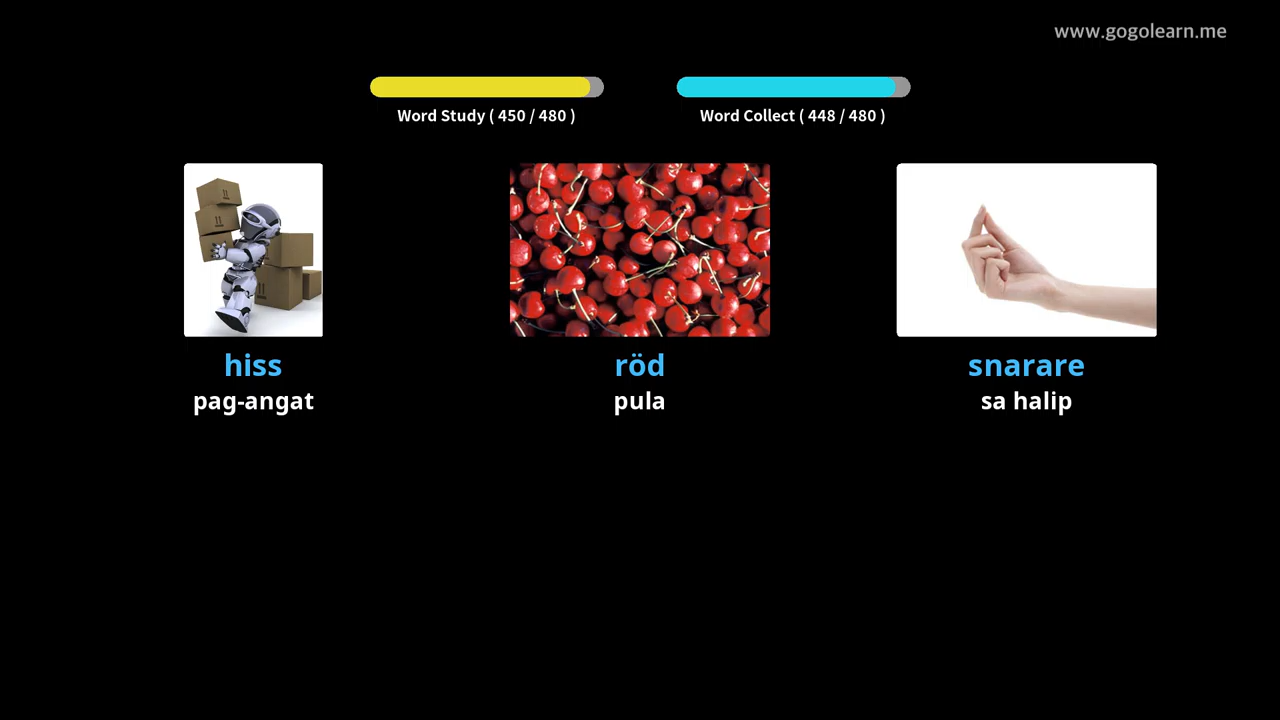 www.gogolearn.me
Word Study ( 450 / 480 )
Word Collect ( 448 / 480 )
hiss
pag-angat
röd
pula
snarare
sa halip